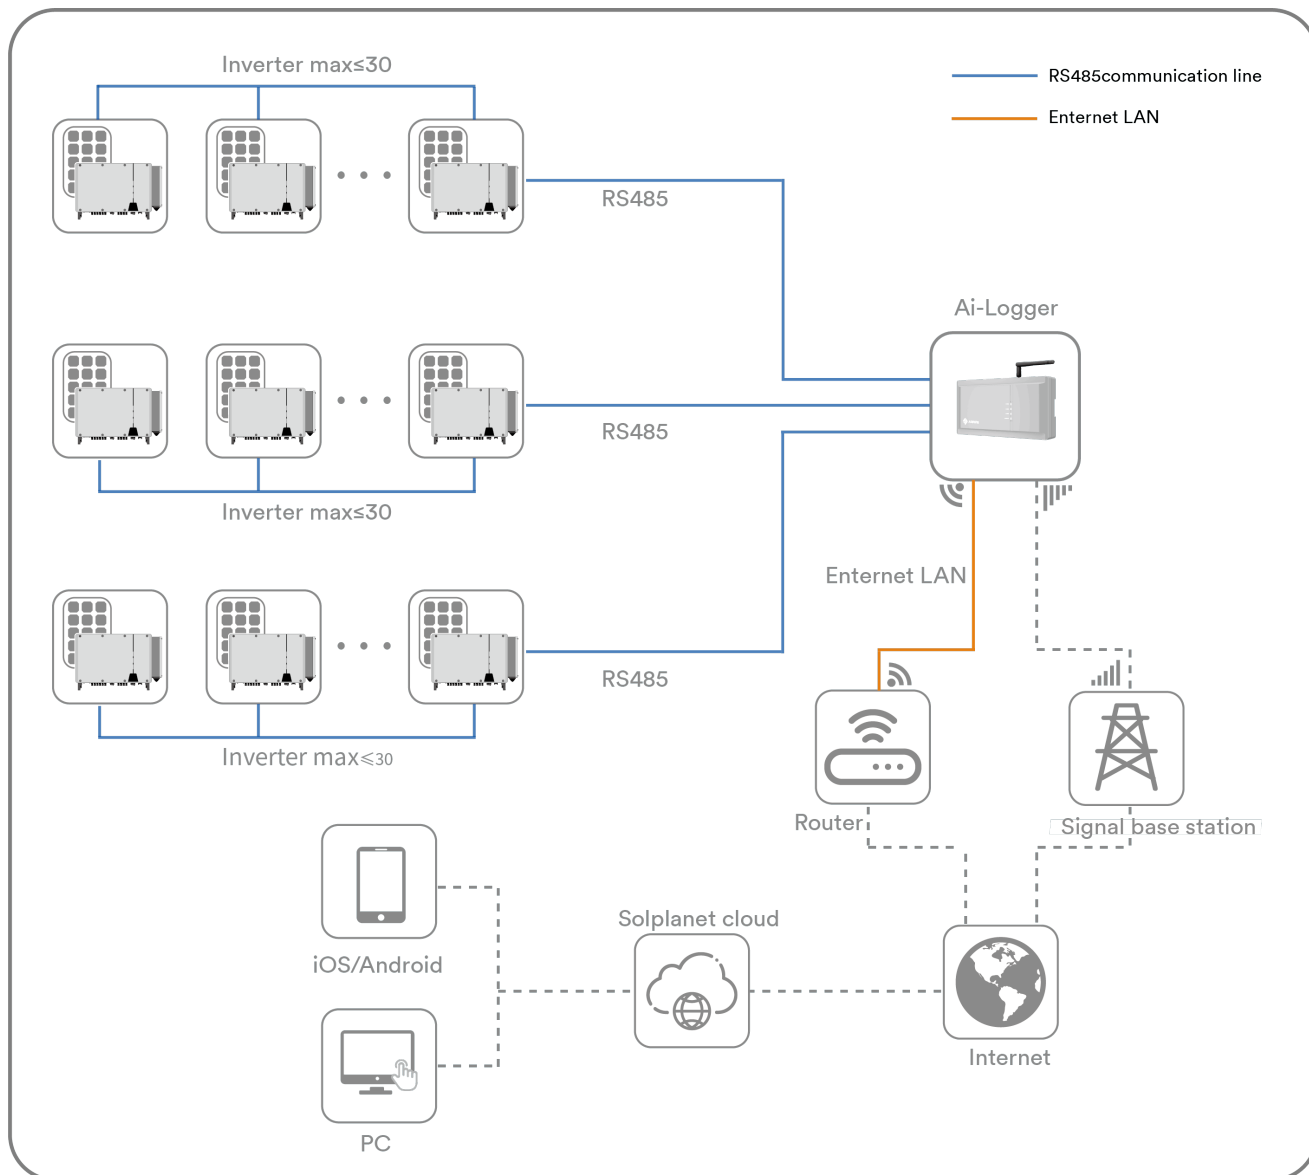 Inverter max≤30
RS485communication line
Enternet LAN
RS485
Ai-Logger
RS485
Inverter max≤30
Enternet LAN
RS485
Inverter max≤30
Router
Signal base station
Solplanet cloud
iOS/Android
Internet
PC